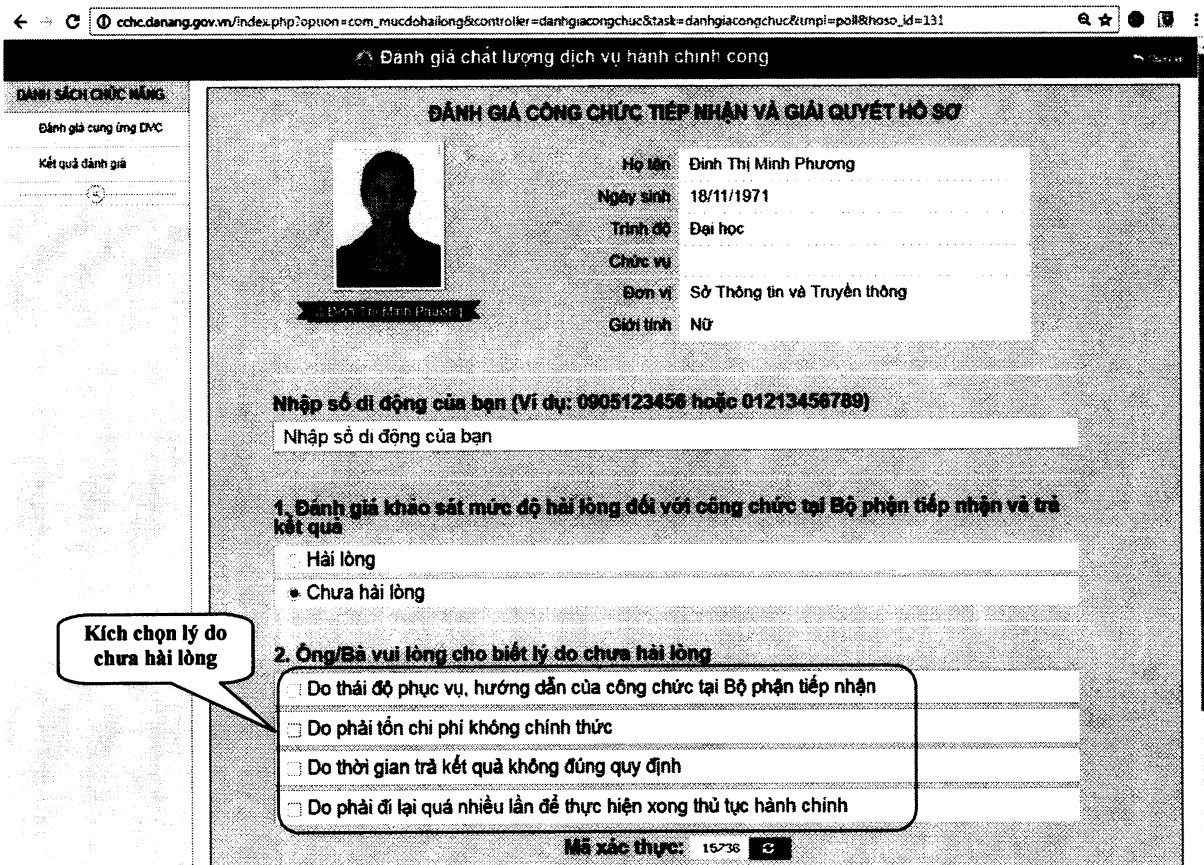 cchc.danang.gov.vn/index.php?option=com_mucdohailong&controller=danhgiacongchuc&task=danhgiacongchuc&tmpl=poll&hoso_id=131
Đánh giá chất lượng dịch vụ hành chính công
DANH SÁCH CHỨC NĂNG
Đánh giá cung ứng DVC
Kết quả đánh giá
ĐÁNH GIÁ CÔNG CHỨC TIẾP NHẬN VÀ GIẢI QUYẾT HỒ SƠ
Đinh Thị Minh Phương
Họ tên Đinh Thị Minh Phương
Ngày sinh 18/11/1971
Trình độ Đại học
Chức vụ
Đơn vị Sở Thông tin và Truyền thông
Giới tính Nữ
Nhập số di động của bạn (Ví dụ: 0905123456 hoặc 01213456789)
Nhập số di động của bạn
1. Đánh giá khảo sát mức độ hài lòng đối với công chức tại Bộ phận tiếp nhận và trả
kết quả
Hài lòng
Chưa hài lòng
Kích chọn lý do
chưa hài lòng
2. Ông/Bà vui lòng cho biết lý do chưa hài lòng
Do thái độ phục vụ, hướng dẫn của công chức tại Bộ phận tiếp nhận
Do phải tốn chi phí không chính thức
Do thời gian trả kết quả không đúng quy định
Do phải đi lại quá nhiều lần để thực hiện xong thủ tục hành chính
Mã xác thực: 15736